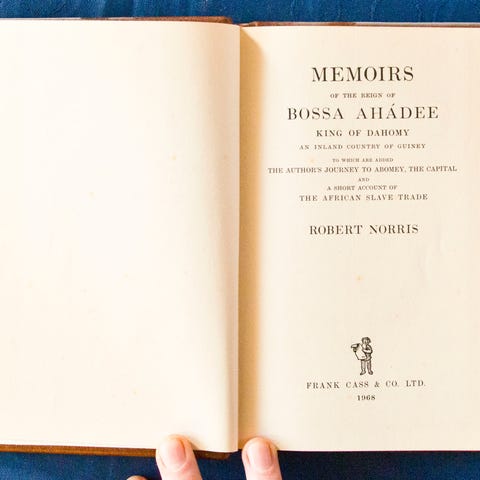 MEMOIRS
OF THE REIGN OF
BOSSA AHÁDEE
KING OF DAHOMY
AN INLAND COUNTRY OF GUINEY
TO WHICH ARE ADDED
THE AUTHOR'S JOURNEY TO ABOMEY, THE CAPITAL
AND
A SHORT ACCOUNT OF
THE AFRICAN SLAVE TRADE
ROBERT NORRIS
FRANK CASS & CO. LTD.
1968